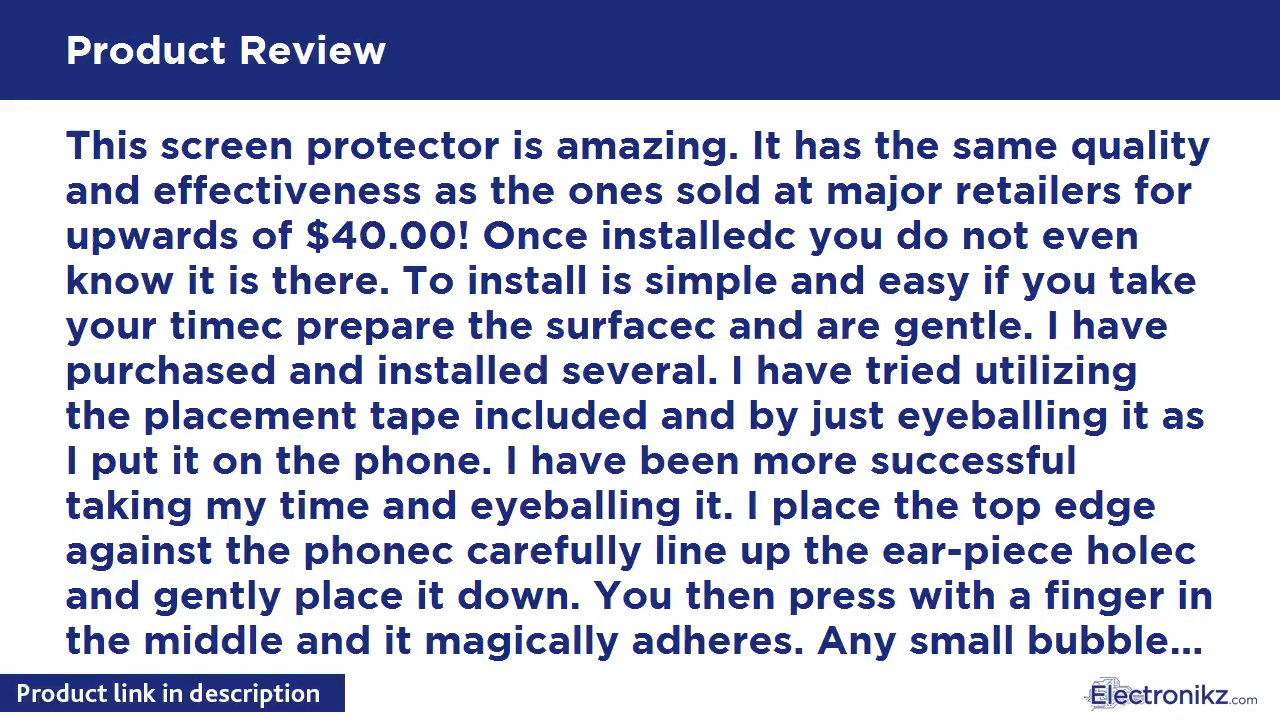 Product Review
This screen protector is amazing. It has the same quality
and effectiveness as the ones sold at major retailers for
upwards of $40.00! Once installedc you do not even
know it is there. To install is simple and easy if you take
your timec prepare the surfacec and are gentle. I have
purchased and installed several. I have tried utilizing
the placement tape included and by just eyeballing it as
I put it on the phone. I have been more successful
taking my time and eyeballing it. I place the top edge
against the phonec carefully line up the ear-piece holec
and gently place it down. You then press with a finger in
the middle and it magically adheres. Any small bubble...
Product link in description
Electronikz.com